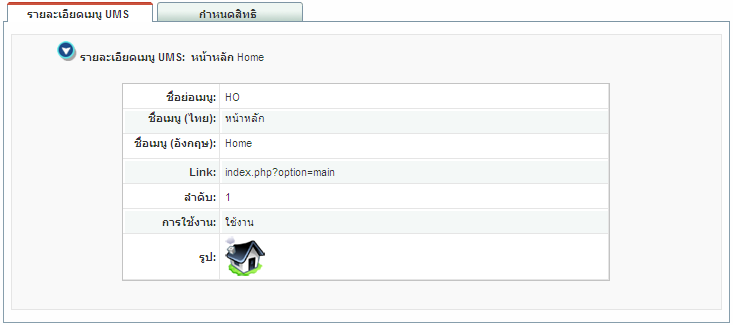 รายละเอียดเมนู UMS กำหนดสิทธิ
รายละเอียดเมนู UMS: หน้าหลัก Home
ชื่อย่อเมนู: HO
ชื่อเมนู (ไทย): หน้าหลัก
ชื่อเมนู (อังกฤษ): Home
Link: index.php?option=main
ลำดับ: 1
การใช้งาน: ใช้งาน
รูป: